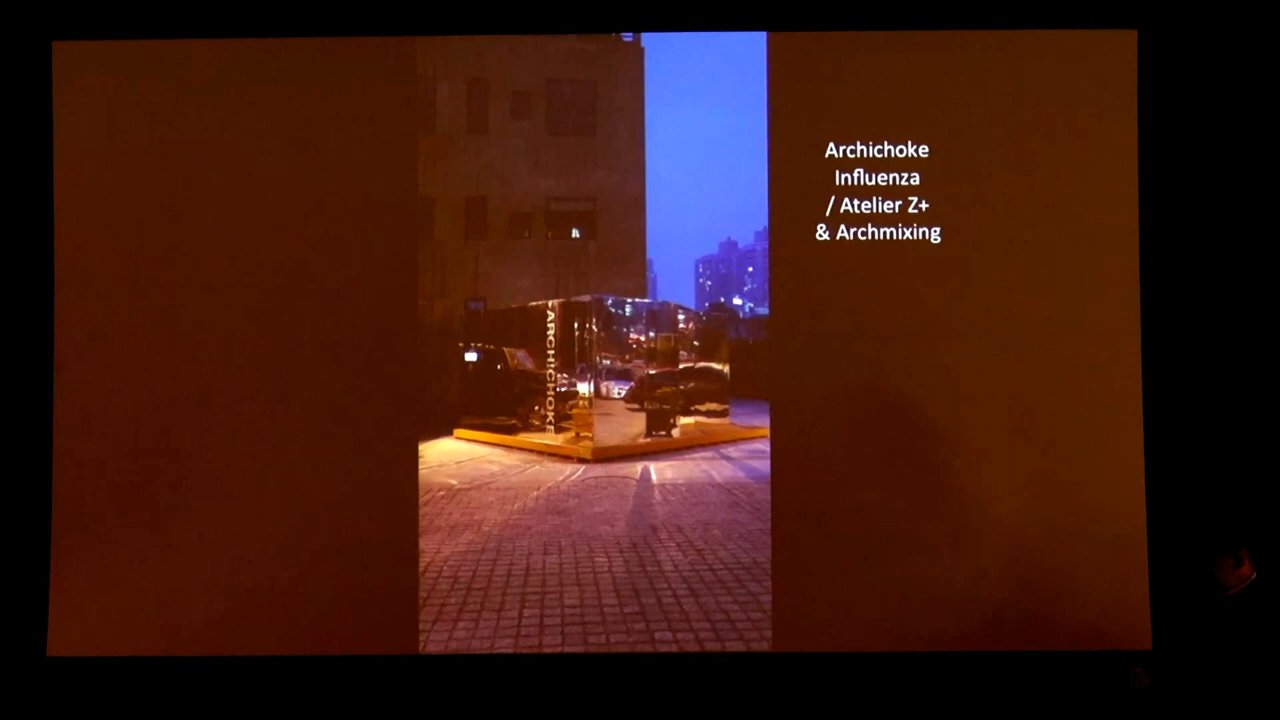 Archichoke
Influenza
/ Atelier Z+
& Archmixing
ARCHICHOKE